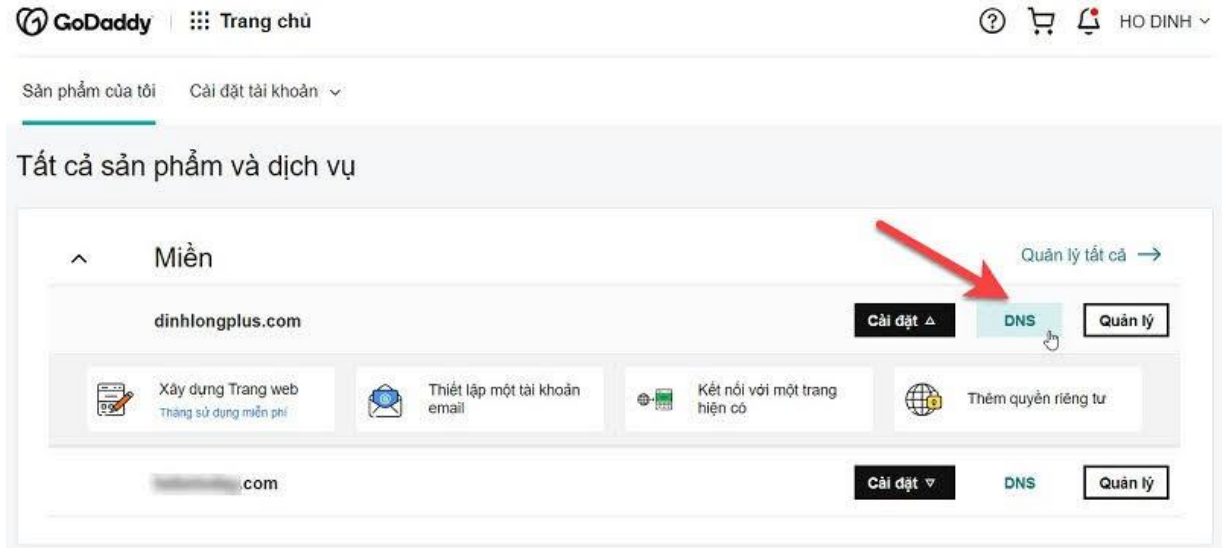 GoDaddy Trang chủ HO DINH
Sản phẩm của tôi Cài đặt tài khoản
Tất cả sản phẩm và dịch vụ
Miền Quản lý tất cả
dinhlongplus.com Cài đặt DNS Quản lý
Xây dựng Trang web
Tháng sử dụng miễn phí
Thiết lập một tài khoản
email
Kết nối với một trang
hiện có
Thêm quyền riêng tư
.com Cài đặt DNS Quản lý